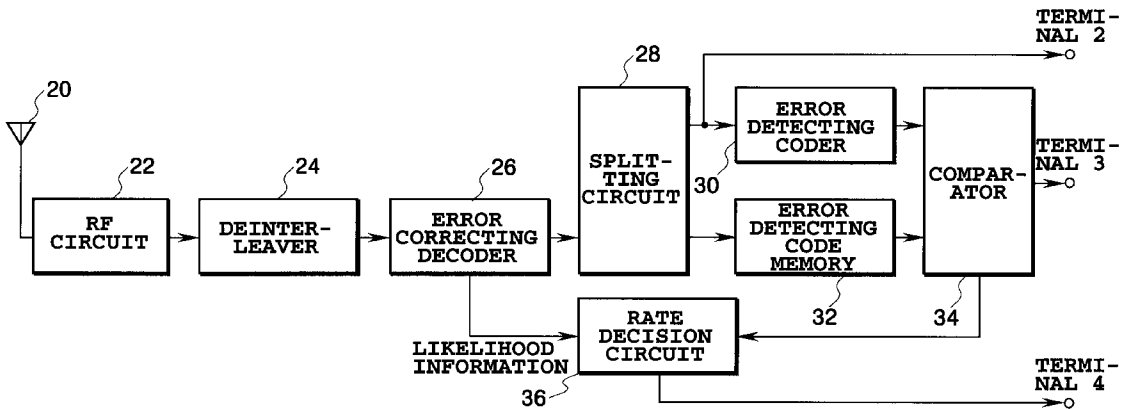 TERMI-
NAL 2
28
20
ERROR
DETECTING
CODER
30
TERMI-
NAL 3
22
24
26
SPLIT-
TING
CIRCUIT
COMPAR-
ATOR
RF
CIRCUIT
DEINTER-
LEAVER
ERROR
CORRECTING
DECODER
ERROR
DETECTING
CODE
MEMORY
32
34
RATE
DECISION
CIRCUIT
LIKELIHOOD
INFORMATION
36
TERMI-
NAL 4